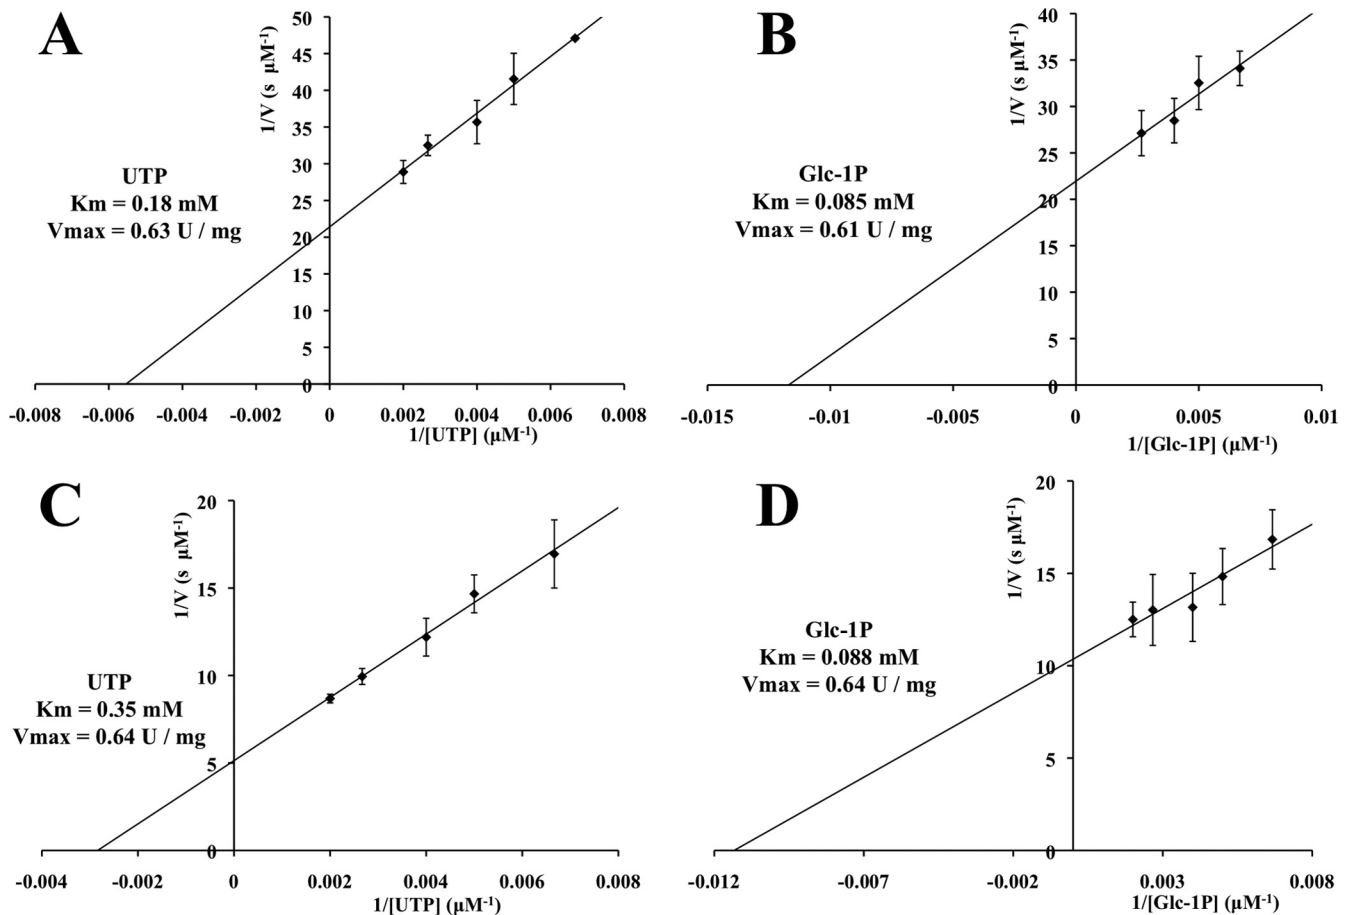 A
50
45
40
35
30
25
20
15
10
5
0
1/V (s μM-1)
UTP
Km = 0.18 mM
Vmax = 0.63 U / mg
-0.008 -0.006 -0.004 -0.002 0 0.002 0.004 0.006 0.008
1/[UTP] (μM-1)
B
40
35
30
25
20
15
10
5
0
1/V (s μM-1)
Glc-1P
Km = 0.085 mM
Vmax = 0.61 U / mg
-0.015 -0.01 -0.005 0 0.005 0.01
1/[Glc-1P] (μM-1)
C
20
15
10
5
0
1/V (s μM-1)
UTP
Km = 0.35 mM
Vmax = 0.64 U / mg
-0.004 -0.002 0 0.002 0.004 0.006 0.008
1/[UTP] (μM-1)
D
20
15
10
5
0
1/V (s μM-1)
Glc-1P
Km = 0.088 mM
Vmax = 0.64 U / mg
-0.012 -0.007 -0.002 0.003 0.008
1/[Glc-1P] (μM-1)